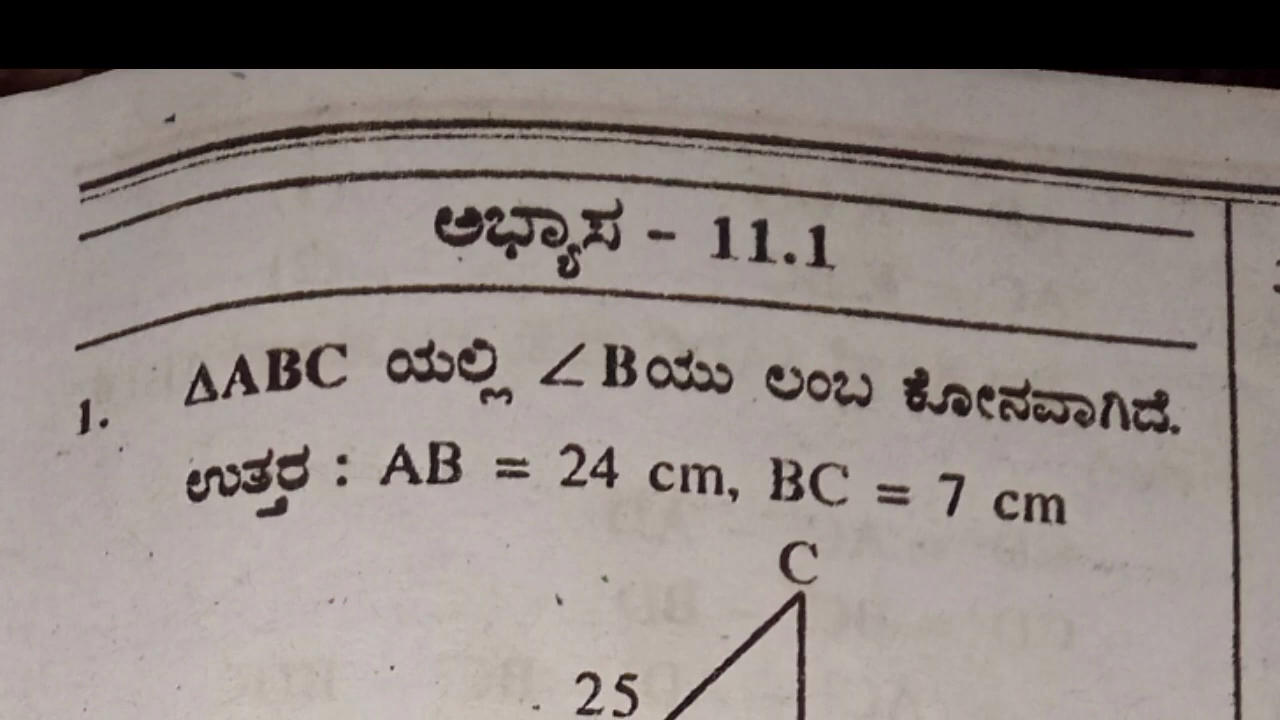 ಅಭ್ಯಾಸ - 11.1
1. ΔABC ಯಲ್ಲಿ ∠Bಯು ಲಂಬ ಕೋನವಾಗಿದೆ.
ಉತ್ತರ : AB = 24 cm, BC = 7 cm
C
25